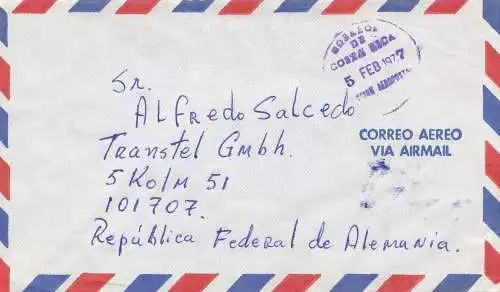 CORREOS
DE
COSTA RICA
5 FEB 1977
Sr.
Alfredo Salcedo
CORREO AEREO
VIA AIRMAIL
Transtel Gmbh.
5 Koln 51
101707.
República Federal de Alemania.